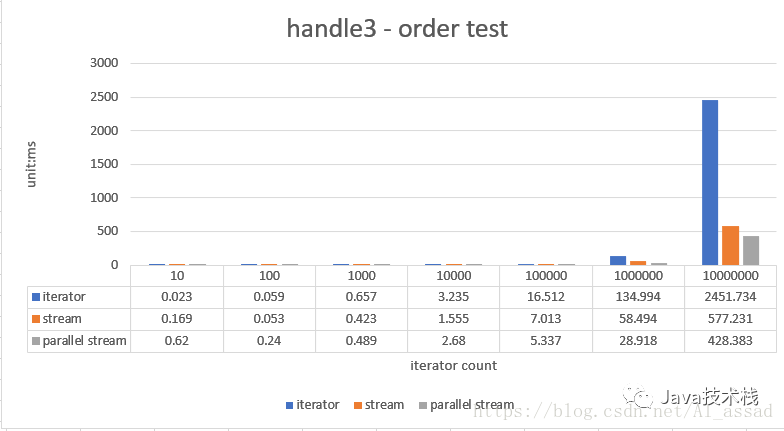 handle3 - order test
3000
2500
2000
1500
1000
500
0
unit:ms
10 100 1000 10000 100000 1000000 10000000
iterator 0.023 0.059 0.657 3.235 16.512 134.994 2451.734
stream 0.169 0.053 0.423 1.555 7.013 58.494 577.231
parallel stream 0.62 0.24 0.489 2.68 5.337 28.918 428.383
iterator count
iterator stream parallel stream
Java技术栈
https://blog.csdn.net/Al_assad